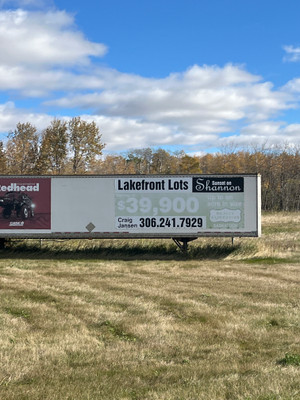 edhead
Lakefront Lots
Sunset on
Shannon
$39,900
Craig
Jansen
306.241.7929